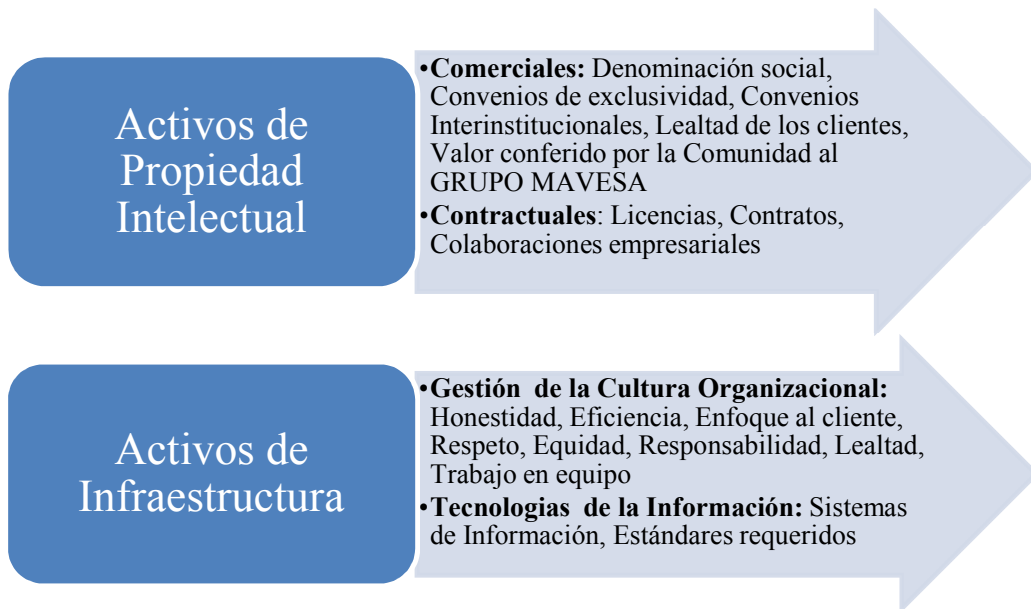 Activos de
Propiedad
Intelectual
•Comerciales: Denominación social,
Convenios de exclusividad, Convenios
Interinstitucionales, Lealtad de los clientes,
Valor conferido por la Comunidad al
GRUPO MAVESA
•Contractuales: Licencias, Contratos,
Colaboraciones empresariales
Activos de
Infraestructura
•Gestión de la Cultura Organizacional:
Honestidad, Eficiencia, Enfoque al cliente,
Respeto, Equidad, Responsabilidad, Lealtad,
Trabajo en equipo
•Tecnologias de la Información: Sistemas
de Información, Estándares requeridos